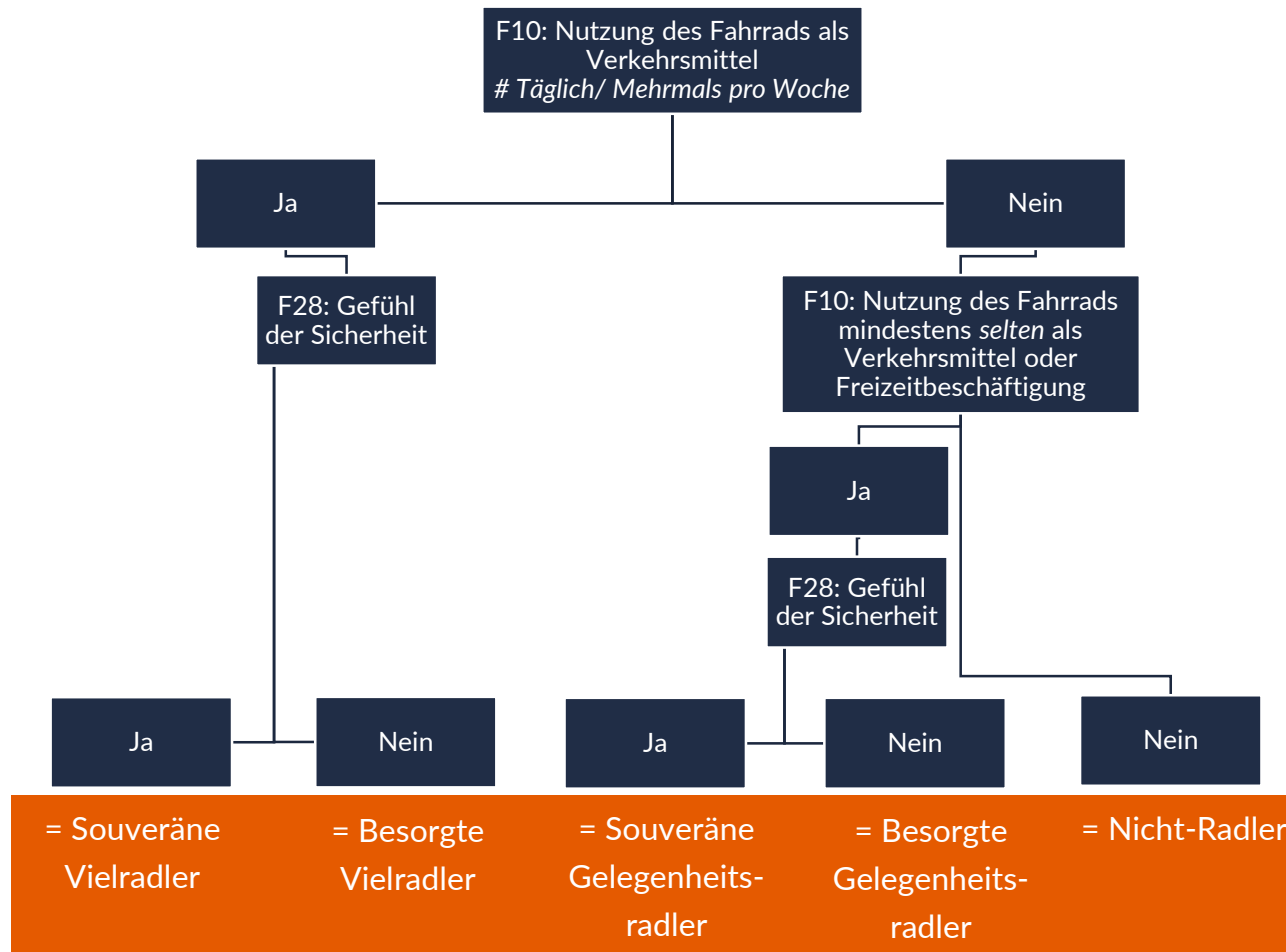 F10: Nutzung des Fahrrads als
Verkehrsmittel
# Täglich/ Mehrmals pro Woche
Ja
Nein
F28: Gefühl
der Sicherheit
F10: Nutzung des Fahrrads
mindestens selten als
Verkehrsmittel oder
Freizeitbeschäftigung
Ja
F28: Gefühl
der Sicherheit
Ja
Nein
Ja
Nein
Nein
= Souveräne
Vielradler
= Besorgte
Vielradler
= Souveräne
Gelegenheits-
radler
= Besorgte
Gelegenheits-
radler
= Nicht-Radler